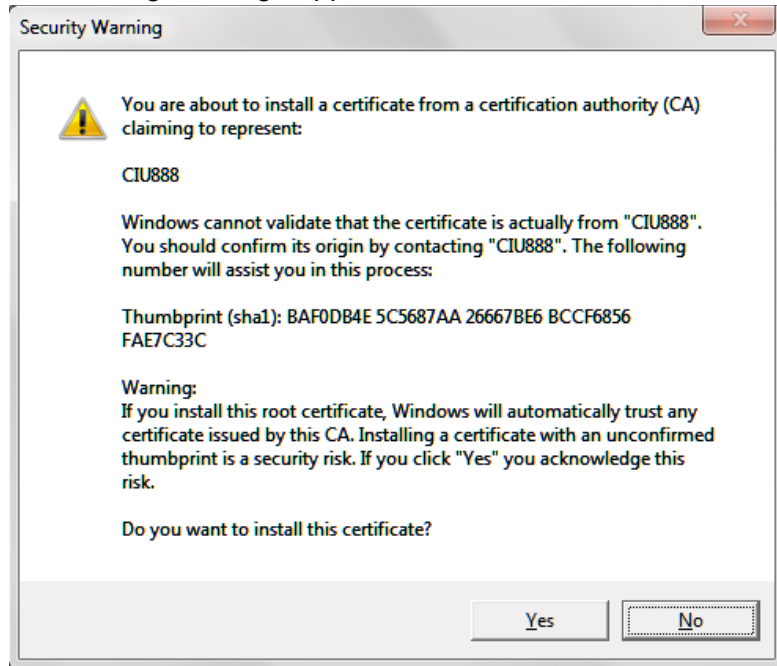 Security Warning
You are about to install a certificate from a certification authority (CA)
claiming to represent:
CIU888
Windows cannot validate that the certificate is actually from "CIU888".
You should confirm its origin by contacting "CIU888". The following
number will assist you in this process:
Thumbprint (sha1): BAF0DB4E 5C5687AA 26667BE6 BCCF6856
FAE7C33C
Warning:
If you install this root certificate, Windows will automatically trust any
certificate issued by this CA. Installing a certificate with an unconfirmed
thumbprint is a security risk. If you click "Yes" you acknowledge this
risk.
Do you want to install this certificate?
Yes No